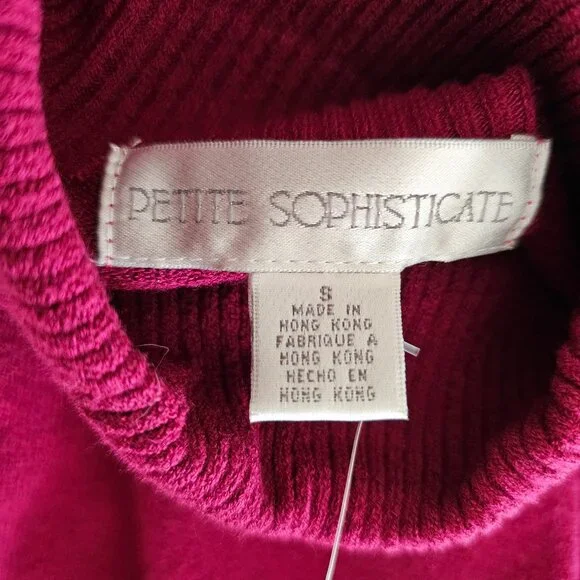 PETITE SOPHISTICATE
S
MADE IN
HONG KONG
FABRIQUE A
HONG KONG
HECHO EN
HONG KONG